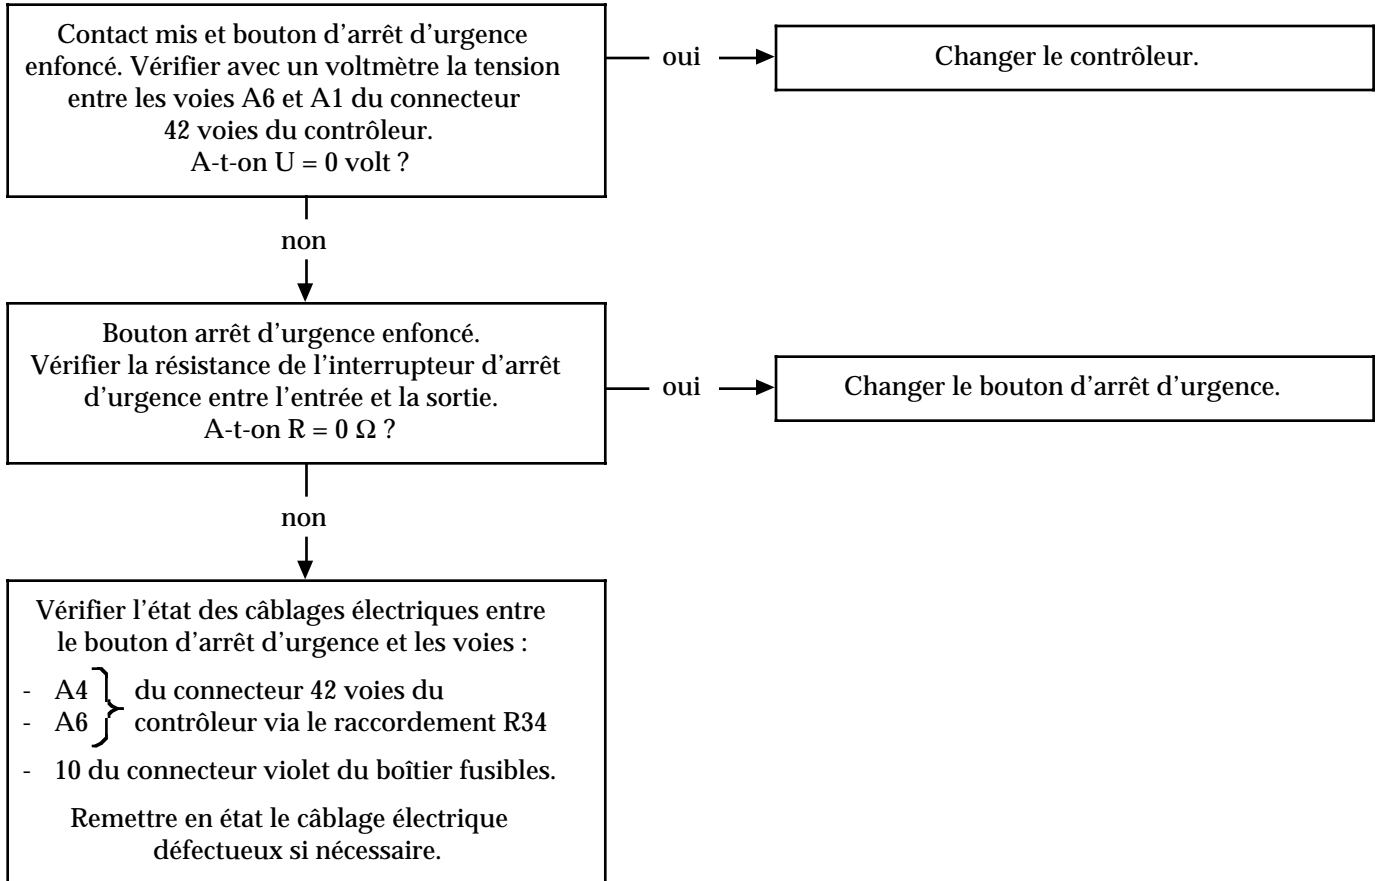 Contact mis et bouton d'arrêt d'urgence
enfoncé. Vérifier avec un voltmètre la tension
entre les voies A6 et A1 du connecteur
42 voies du contrôleur.
A-t-on U = 0 volt ?
oui
Changer le contrôleur.
non
Bouton arrêt d'urgence enfoncé.
Vérifier la résistance de l'interrupteur d'arrêt
d'urgence entre l'entrée et la sortie.
A-t-on R = 0 Ω ?
oui
Changer le bouton d'arrêt d'urgence.
non
Vérifier l'état des câblages électriques entre
le bouton d'arrêt d'urgence et les voies :
- A4 } du connecteur 42 voies du
- A6 } contrôleur via le raccordement R34
- 10 du connecteur violet du boîtier fusibles.
Remettre en état le câblage électrique
défectueux si nécessaire.